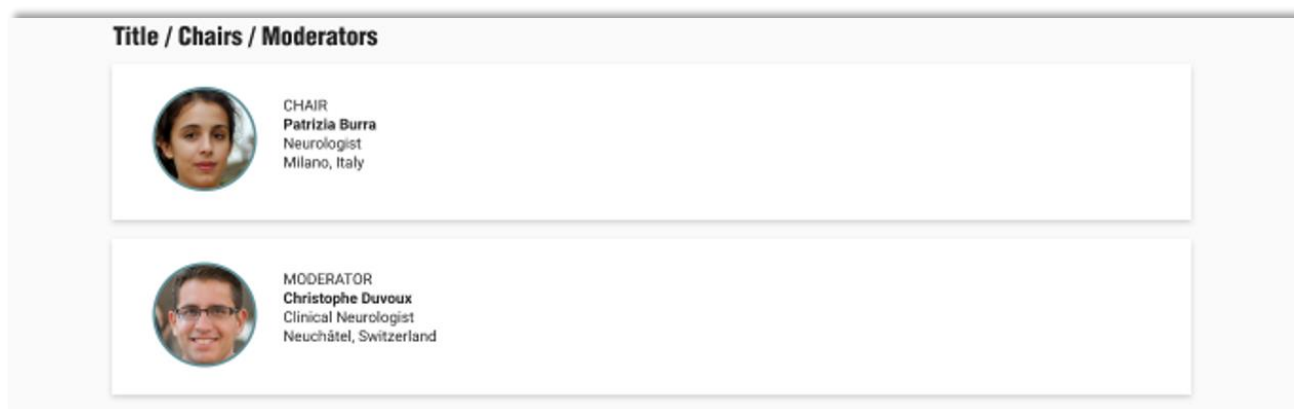 Title / Chairs / Moderators
CHAIR
Patrizia Burra
Neurologist
Milano, Italy
MODERATOR
Christophe Duvoux
Clinical Neurologist
Neuchâtel, Switzerland